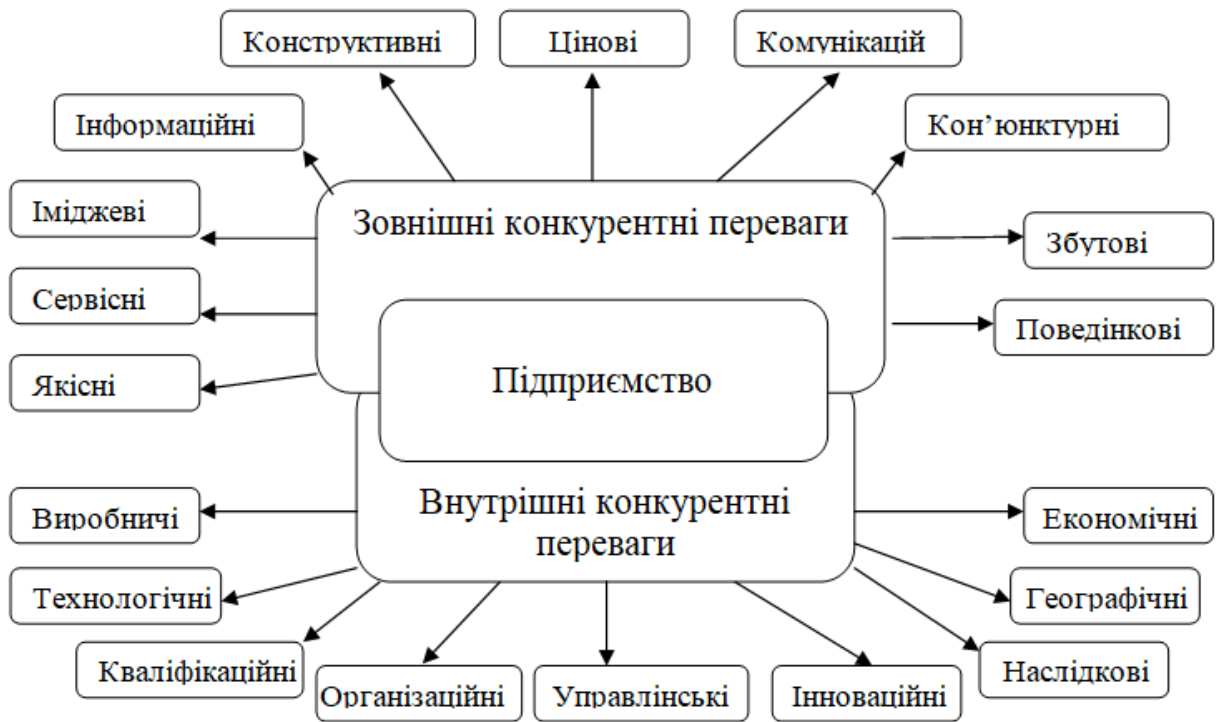 Конструктивні
Цінові
Комунікацій
Інформаційні
Кон’юнктурні
Іміджеві
Зовнішні конкурентні переваги
Збутові
Сервісні
Поведінкові
Якісні
Підприємство
Виробничі
Внутрішні конкурентні
переваги
Економічні
Технологічні
Географічні
Кваліфікаційні
Організаційні
Управлінські
Інноваційні
Наслідкові